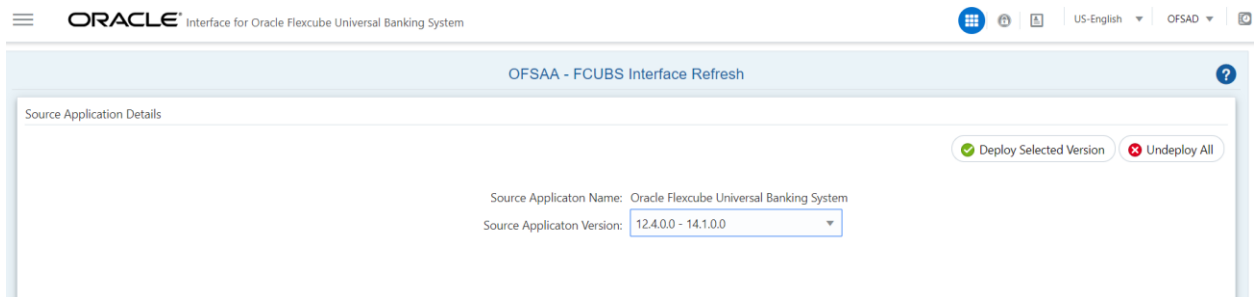 ORACLE® Interface for Oracle Flexcube Universal Banking System US-English OFSAD
OFSAA - FCUBS Interface Refresh ?
Source Application Details
Deploy Selected Version Undeploy All
Source Applicaton Name: Oracle Flexcube Universal Banking System
Source Applicaton Version: 12.4.0.0 - 14.1.0.0